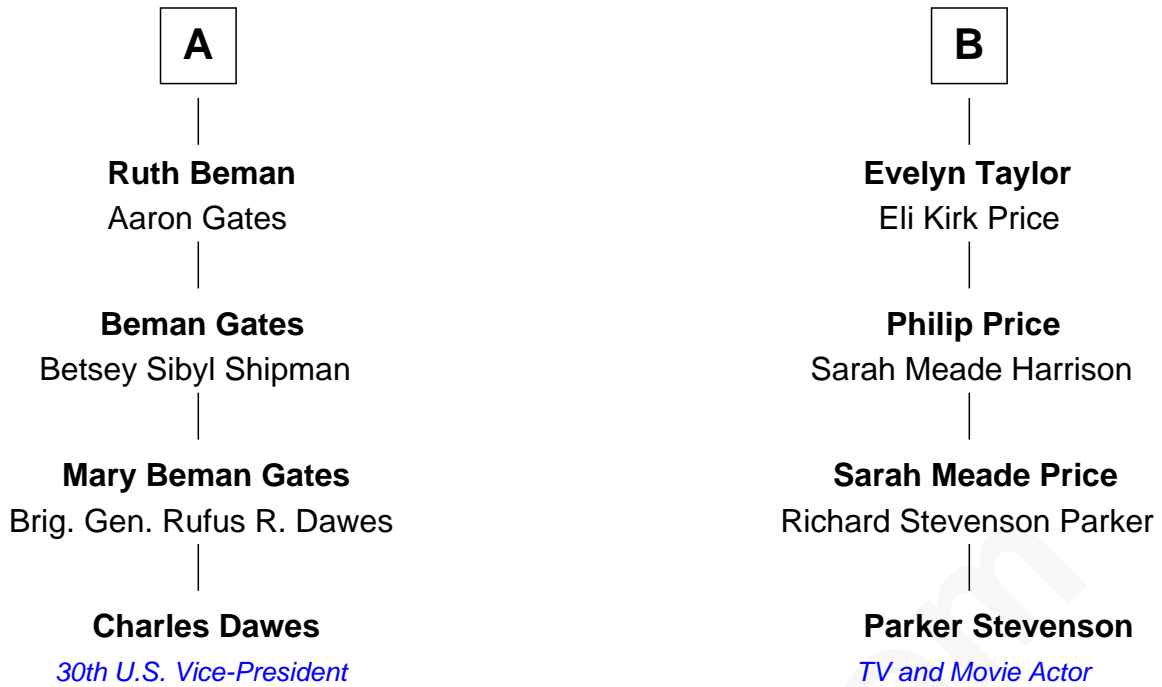 A
Ruth Beman
Aaron Gates
Beman Gates
Betsey Sibyl Shipman
Mary Beman Gates
Brig. Gen. Rufus R. Dawes
Charles Dawes
30th U.S. Vice-President
B
Evelyn Taylor
Eli Kirk Price
Philip Price
Sarah Meade Harrison
Sarah Meade Price
Richard Stevenson Parker
Parker Stevenson
TV and Movie Actor